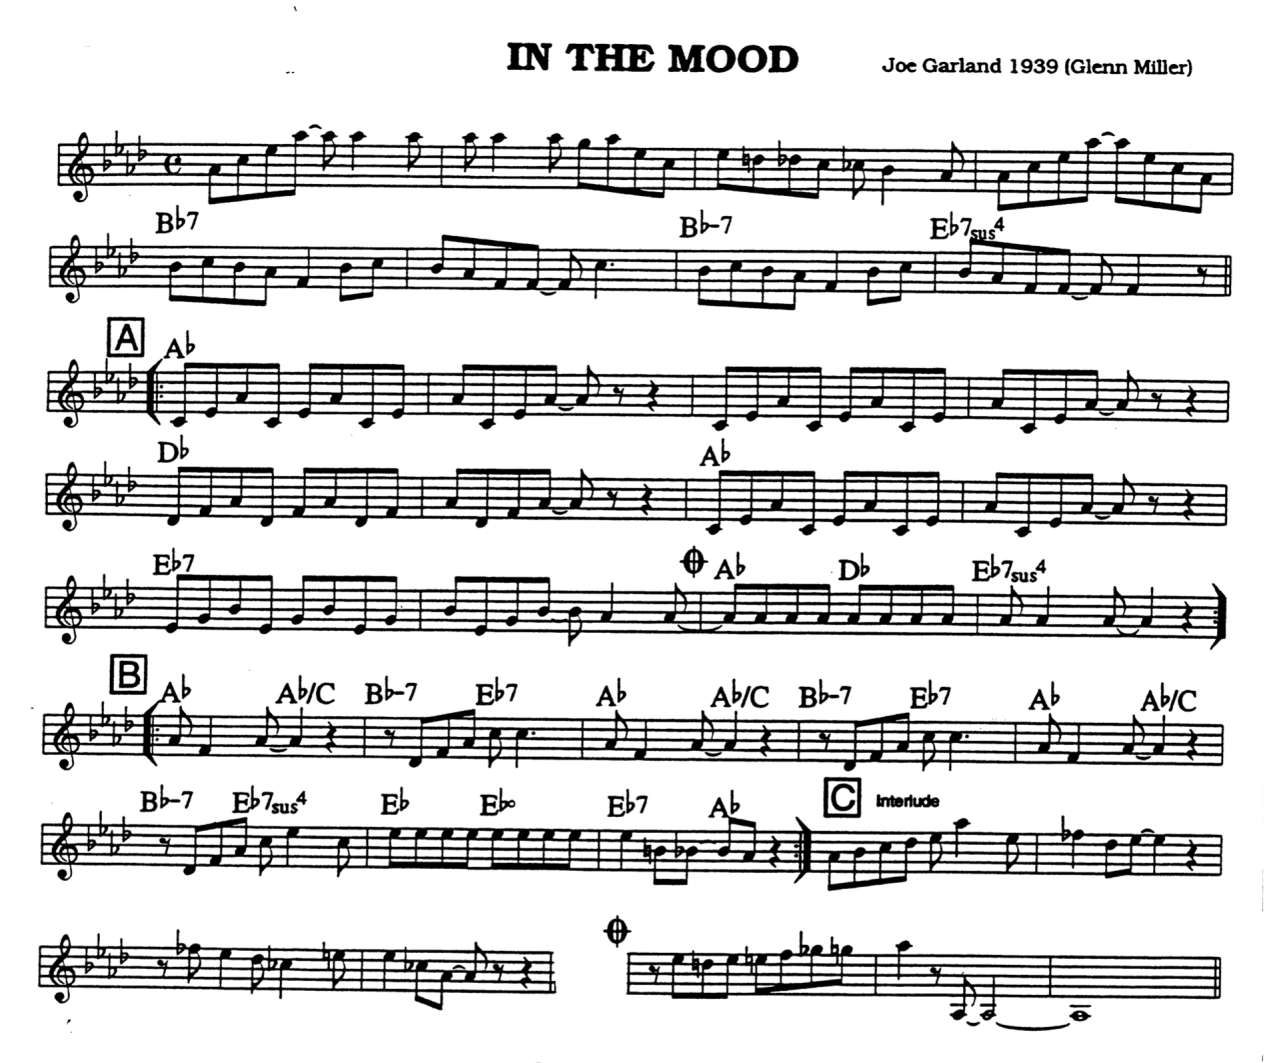 IN THE MOOD
Joe Garland 1939 (Glenn Miller)
B♭7 B♭-7 E♭7sus4
A
A♭
D♭ A♭
E♭7 A♭ D♭ E♭7sus4
B
A♭ A♭/C B♭-7 E♭7 A♭ A♭/C B♭-7 E♭7 A♭ A♭/C
B♭-7 E♭7sus4 E♭ E♭° E♭7 A♭ C Interlude